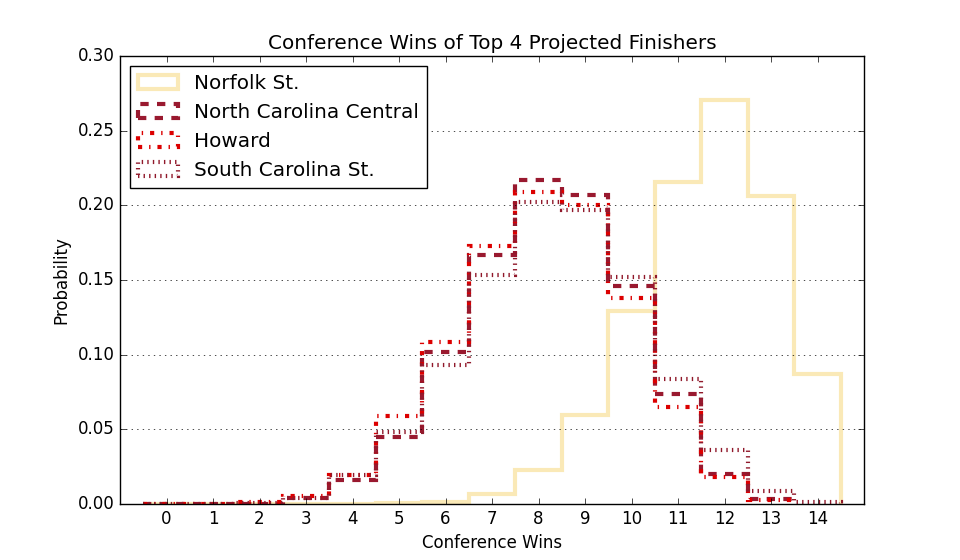 Conference Wins of Top 4 Projected Finishers
0.30
0.25
0.20
0.15
0.10
0.05
0.00
Probability
Norfolk St.
North Carolina Central
Howard
South Carolina St.
0 1 2 3 4 5 6 7 8 9 10 11 12 13 14
Conference Wins